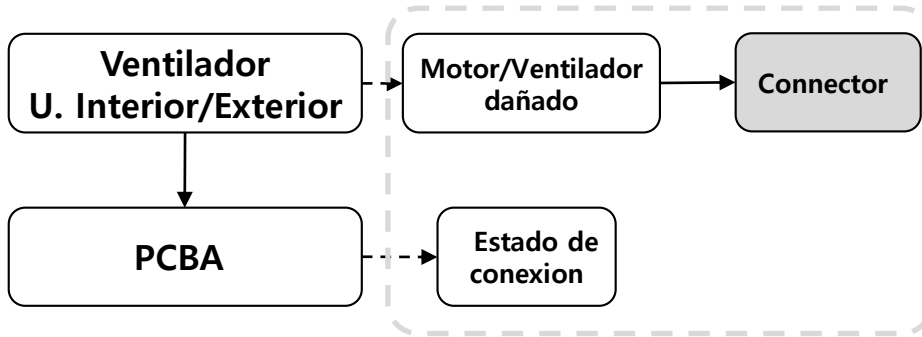 Ventilador
U. Interior/Exterior
Motor/Ventilador
dañado
Connector
PCBA
Estado de
conexion